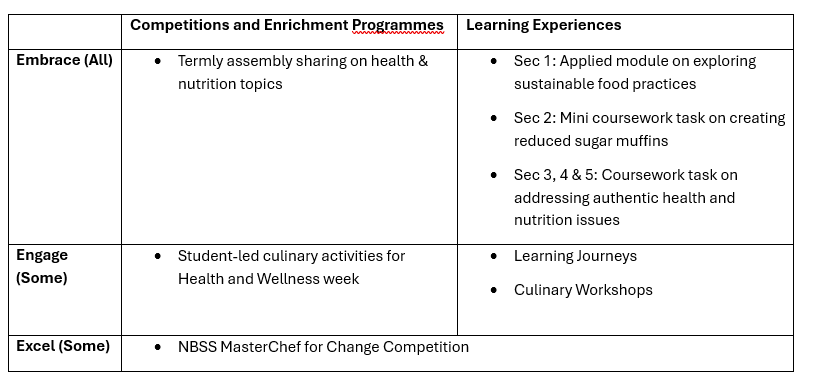 Competitions and Enrichment Programmes
Learning Experiences
Embrace (All)
• Termly assembly sharing on health &
nutrition topics
• Sec 1: Applied module on exploring
sustainable food practices
• Sec 2: Mini coursework task on creating
reduced sugar muffins
• Sec 3, 4 & 5: Coursework task on
addressing authentic health and
nutrition issues
Engage
(Some)
• Student-led culinary activities for
Health and Wellness week
• Learning Journeys
• Culinary Workshops
Excel (Some)
• NBSS MasterChef for Change Competition